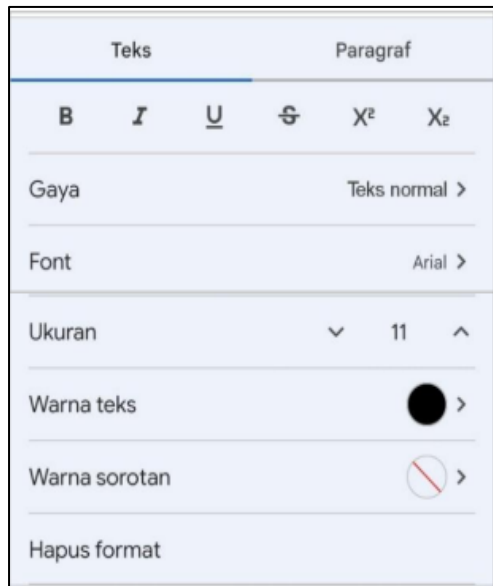 Teks Paragraf
B I U S X² X₂
Gaya Teks normal >
Font Arial >
Ukuran 11
Warna teks >
Warna sorotan >
Hapus format